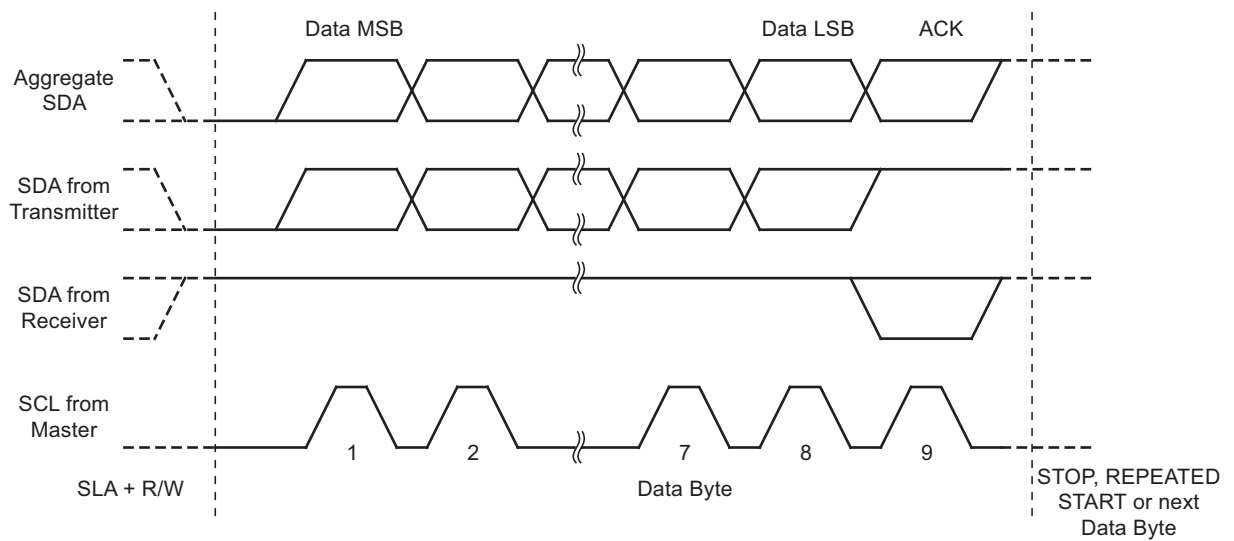 Data MSB
Data LSB
ACK
Aggregate
SDA
SDA from
Transmitter
SDA from
Receiver
SCL from
Master
1
2
7
8
9
SLA + R/W
Data Byte
STOP, REPEATED
START or next
Data Byte